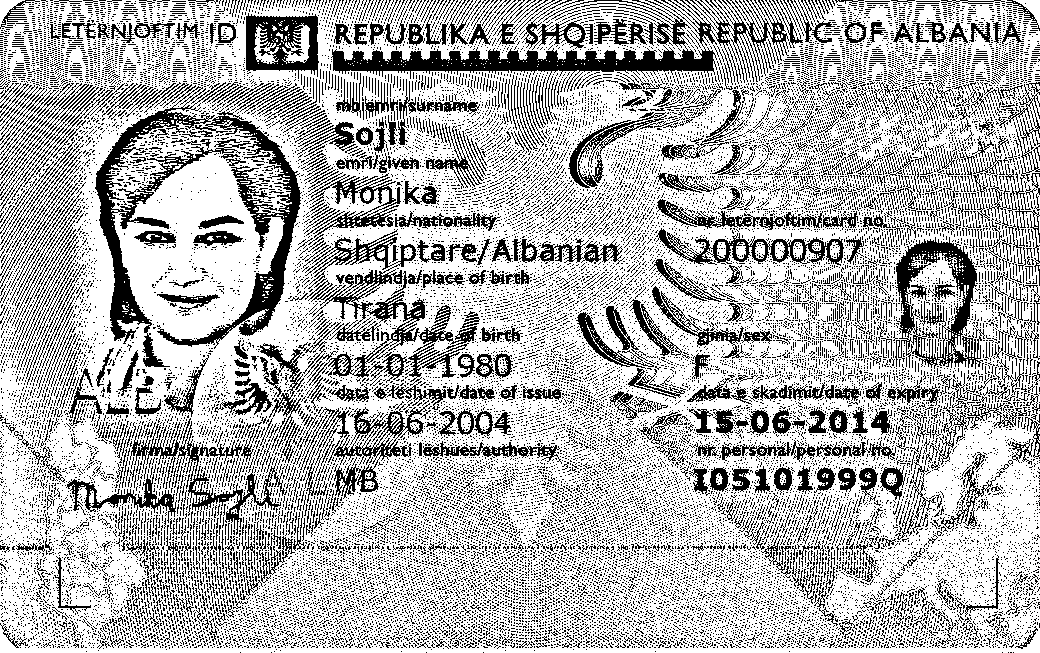 LETËRNJOFTIM ID REPUBLIKA E SHQIPËRISË REPUBLIC OF ALBANIA
mbiemri/surname
Sojli
emri/given name
Monika
shtetësia/nationality
Shqiptare/Albanian
nr. letërnjoftim/card no.
200000907
vendlindja/place of birth
Tirana
datëlindja/date of birth
01-01-1980
gjinia/sex
F
data e lëshimit/date of issue
16-06-2004
data e skadimit/date of expiry
15-06-2014
autoriteti lëshues/authority
MB
nr. personal/personal no.
I05101999Q
ALB
firma/signature
Monika Sojli